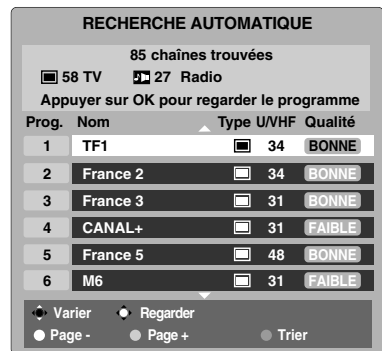 RECHERCHE AUTOMATIQUE
85 chaînes trouvées
58 TV 27 Radio
Appuyer sur OK pour regarder le programme
Prog. Nom Type U/VHF Qualité
1 TF1 34 BONNE
2 France 2 34 BONNE
3 France 3 31 BONNE
4 CANAL+ 31 FAIBLE
5 France 5 48 BONNE
6 M6 31 FAIBLE
Varier Regarder
Page - Page + Trier